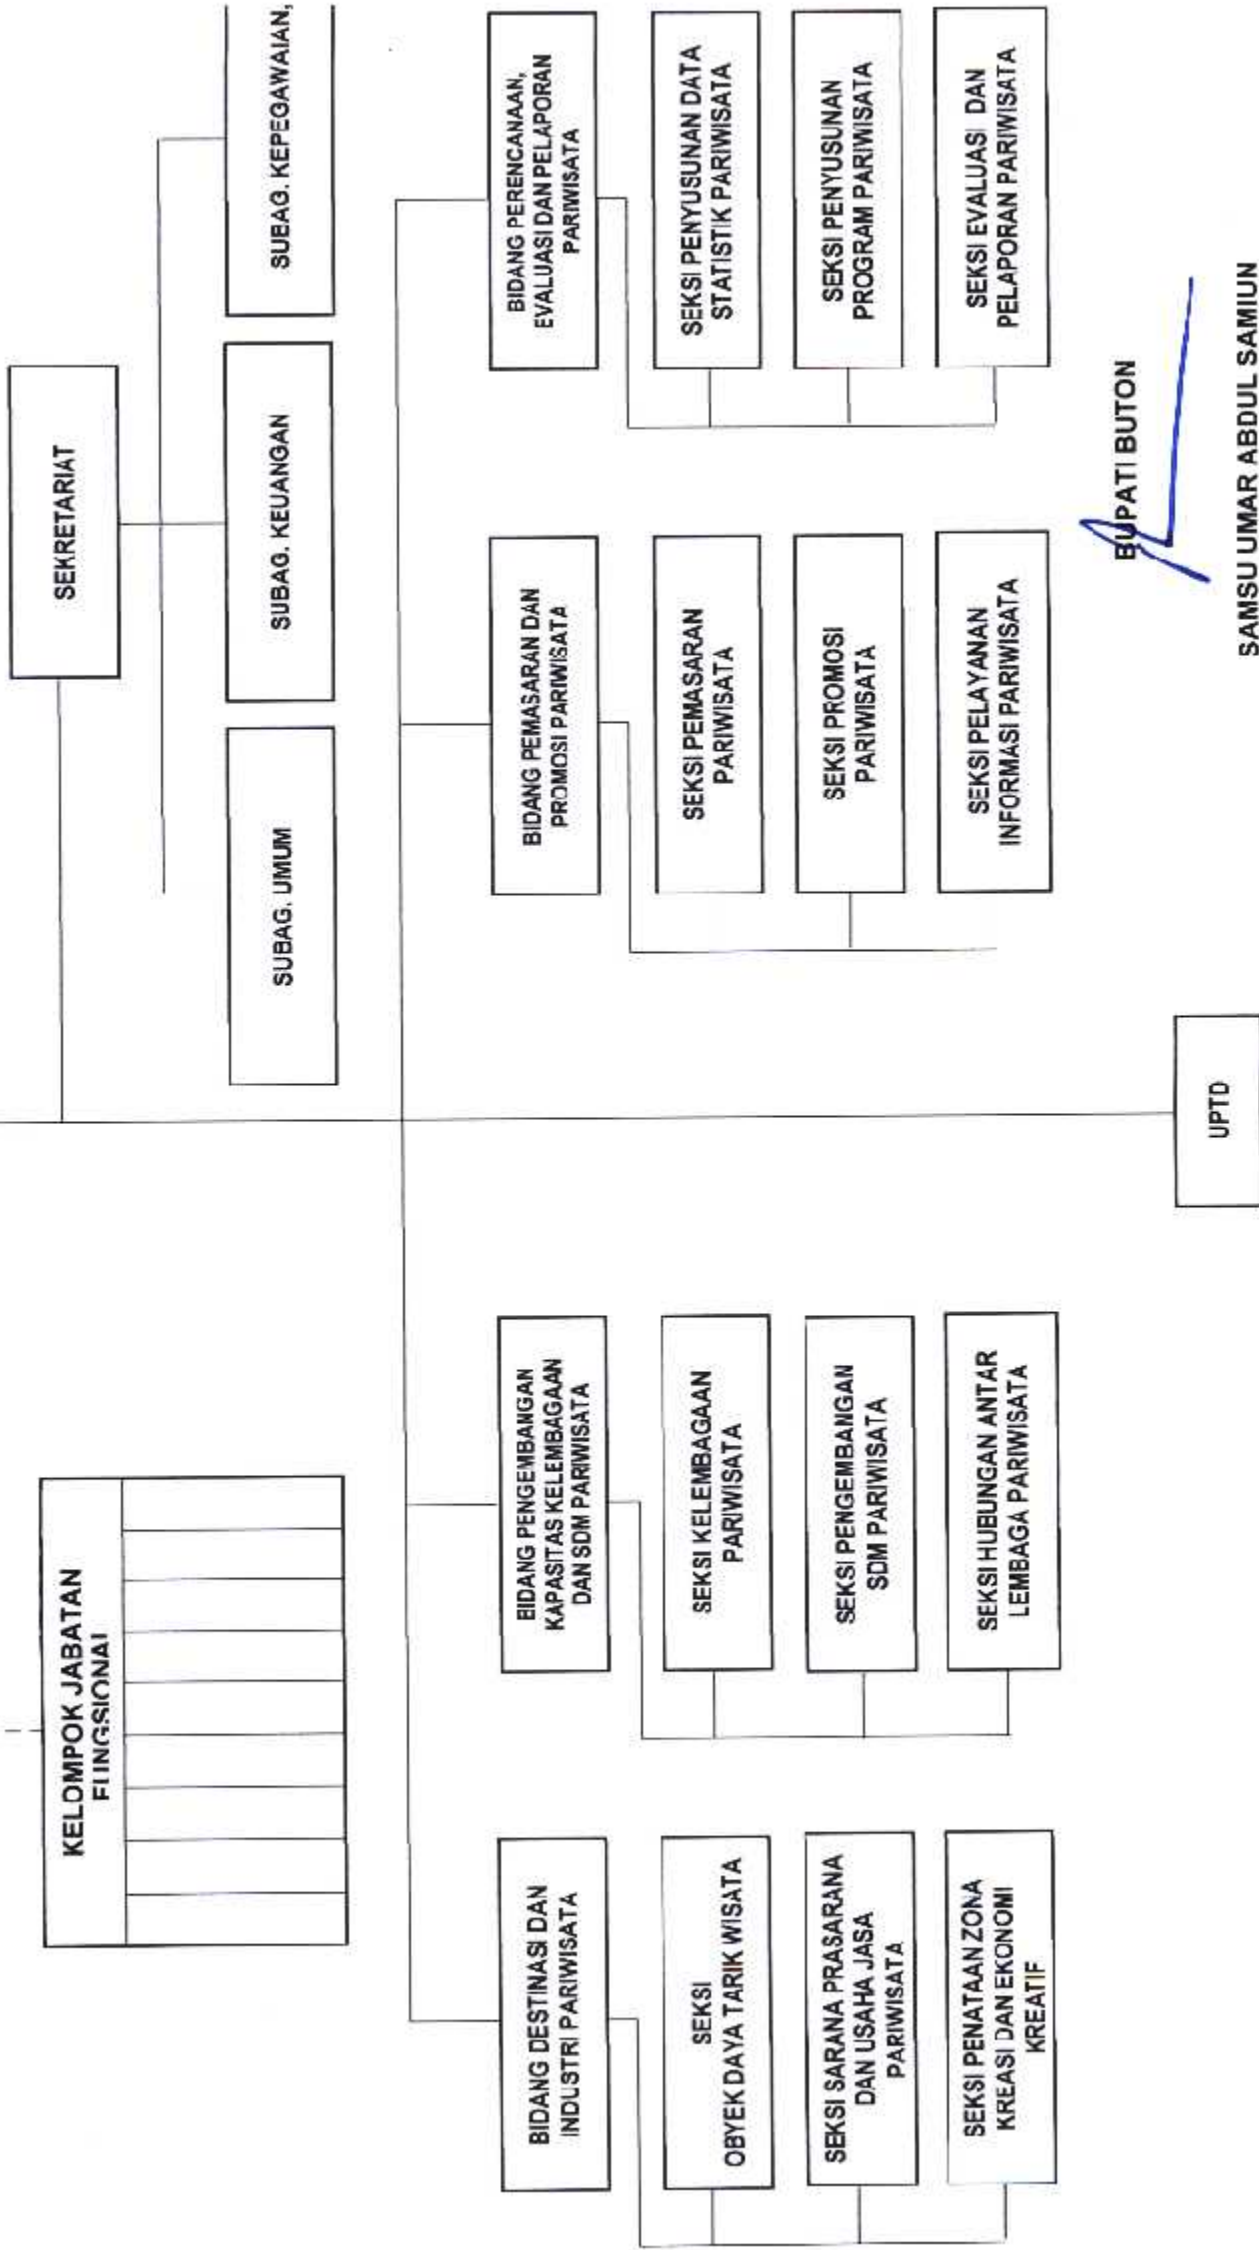 SEKRETARIAT
SUBAG. UMUM
SUBAG. KEUANGAN
SUBAG. KEPEGAWAIAN,
KELOMPOK JABATAN
FUNGSIONAL
BIDANG DESTINASI DAN
INDUSTRI PARIWISATA
SEKSI
OBYEK DAYA TARIK WISATA
SEKSI SARANA PRASARANA
DAN USAHA JASA
PARIWISATA
SEKSI PENATAAN ZONA
KREASI DAN EKONOMI
KREATIF
BIDANG PENGEMBANGAN
KAPASITAS KELEMBAGAAN
DAN SDM PARIWISATA
SEKSI KELEMBAGAAN
PARIWISATA
SEKSI PENGEMBANGAN
SDM PARIWISATA
SEKSI HUBUNGAN ANTAR
LEMBAGA PARIWISATA
BIDANG PEMASARAN DAN
PROMOSI PARIWISATA
SEKSI PEMASARAN
PARIWISATA
SEKSI PROMOSI
PARIWISATA
SEKSI PELAYANAN
INFORMASI PARIWISATA
BIDANG PERENCANAAN,
EVALUASI DAN PELAPORAN
PARIWISATA
SEKSI PENYUSUNAN DATA
STATISTIK PARIWISATA
SEKSI PENYUSUNAN
PROGRAM PARIWISATA
SEKSI EVALUASI DAN
PELAPORAN PARIWISATA
UPTD
BUPATI BUTON
SAMSU UMAR ABDUL SAMIUN